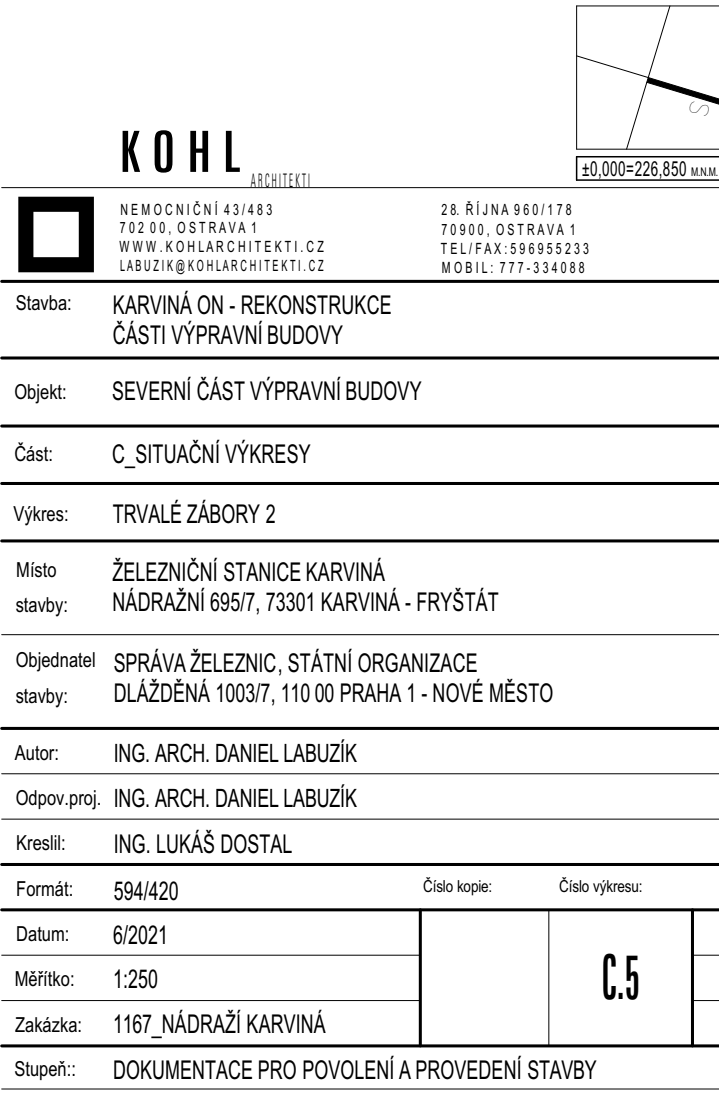 S
±0,000=226,850 M.N.M.
KOHL
ARCHITEKTI
NEMOCNIČNÍ 43/483
702 00, OSTRAVA 1
WWW.KOHLARCHITEKTI.CZ
LABUZIK@KOHLARCHITEKTI.CZ
28. ŘÍJNA 960/178
70900, OSTRAVA 1
TEL/FAX:596955233
MOBIL: 777-334088
Stavba: KARVINÁ ON - REKONSTRUKCE
ČÁSTI VÝPRAVNÍ BUDOVY
Objekt: SEVERNÍ ČÁST VÝPRAVNÍ BUDOVY
Část: C_SITUAČNÍ VÝKRESY
Výkres: TRVALÉ ZÁBORY 2
Místo ŽELEZNIČNÍ STANICE KARVINÁ
stavby: NÁDRAŽNÍ 695/7, 73301 KARVINÁ - FRYŠTÁT
Objednatel SPRÁVA ŽELEZNIC, STÁTNÍ ORGANIZACE
stavby: DLÁŽDĚNÁ 1003/7, 110 00 PRAHA 1 - NOVÉ MĚSTO
Autor: ING. ARCH. DANIEL LABUZÍK
Odpov.proj. ING. ARCH. DANIEL LABUZÍK
Kreslil: ING. LUKÁŠ DOSTAL
Formát: 594/420 Číslo kopie: Číslo výkresu:
Datum: 6/2021
Měřítko: 1:250
C.5
Zakázka: 1167_NÁDRAŽÍ KARVINÁ
Stupeň:: DOKUMENTACE PRO POVOLENÍ A PROVEDENÍ STAVBY